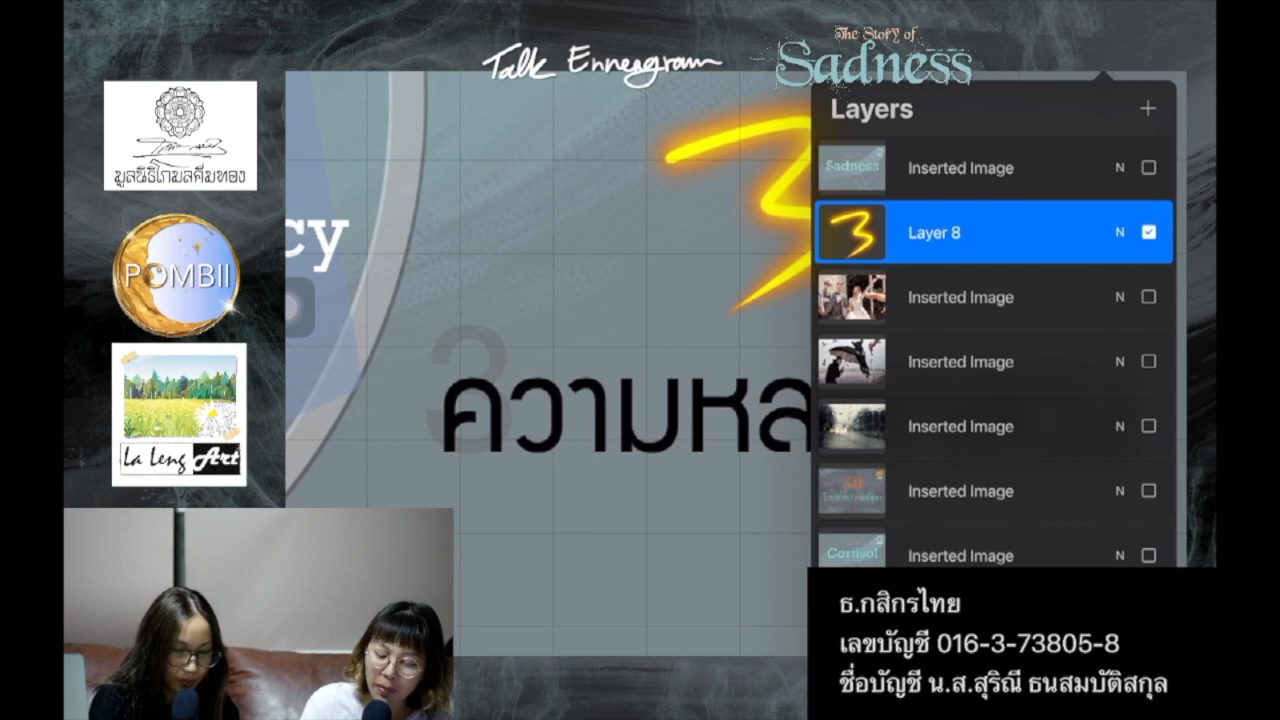 Talk Enneagram
The Story of
Sadness
มูลนิธิโกมลคีมทอง
POMBII
La Leng Art
cy
3
3
ความหล
Layers
Sadness
Inserted Image N
Layer 8 N
Inserted Image N
Inserted Image N
Inserted Image N
Inserted Image N
Cortisol
Inserted Image N
ธ.กสิกรไทย
เลขบัญชี 016-3-73805-8
ชื่อบัญชี น.ส.สุริณี ธนสมบัติสกุล